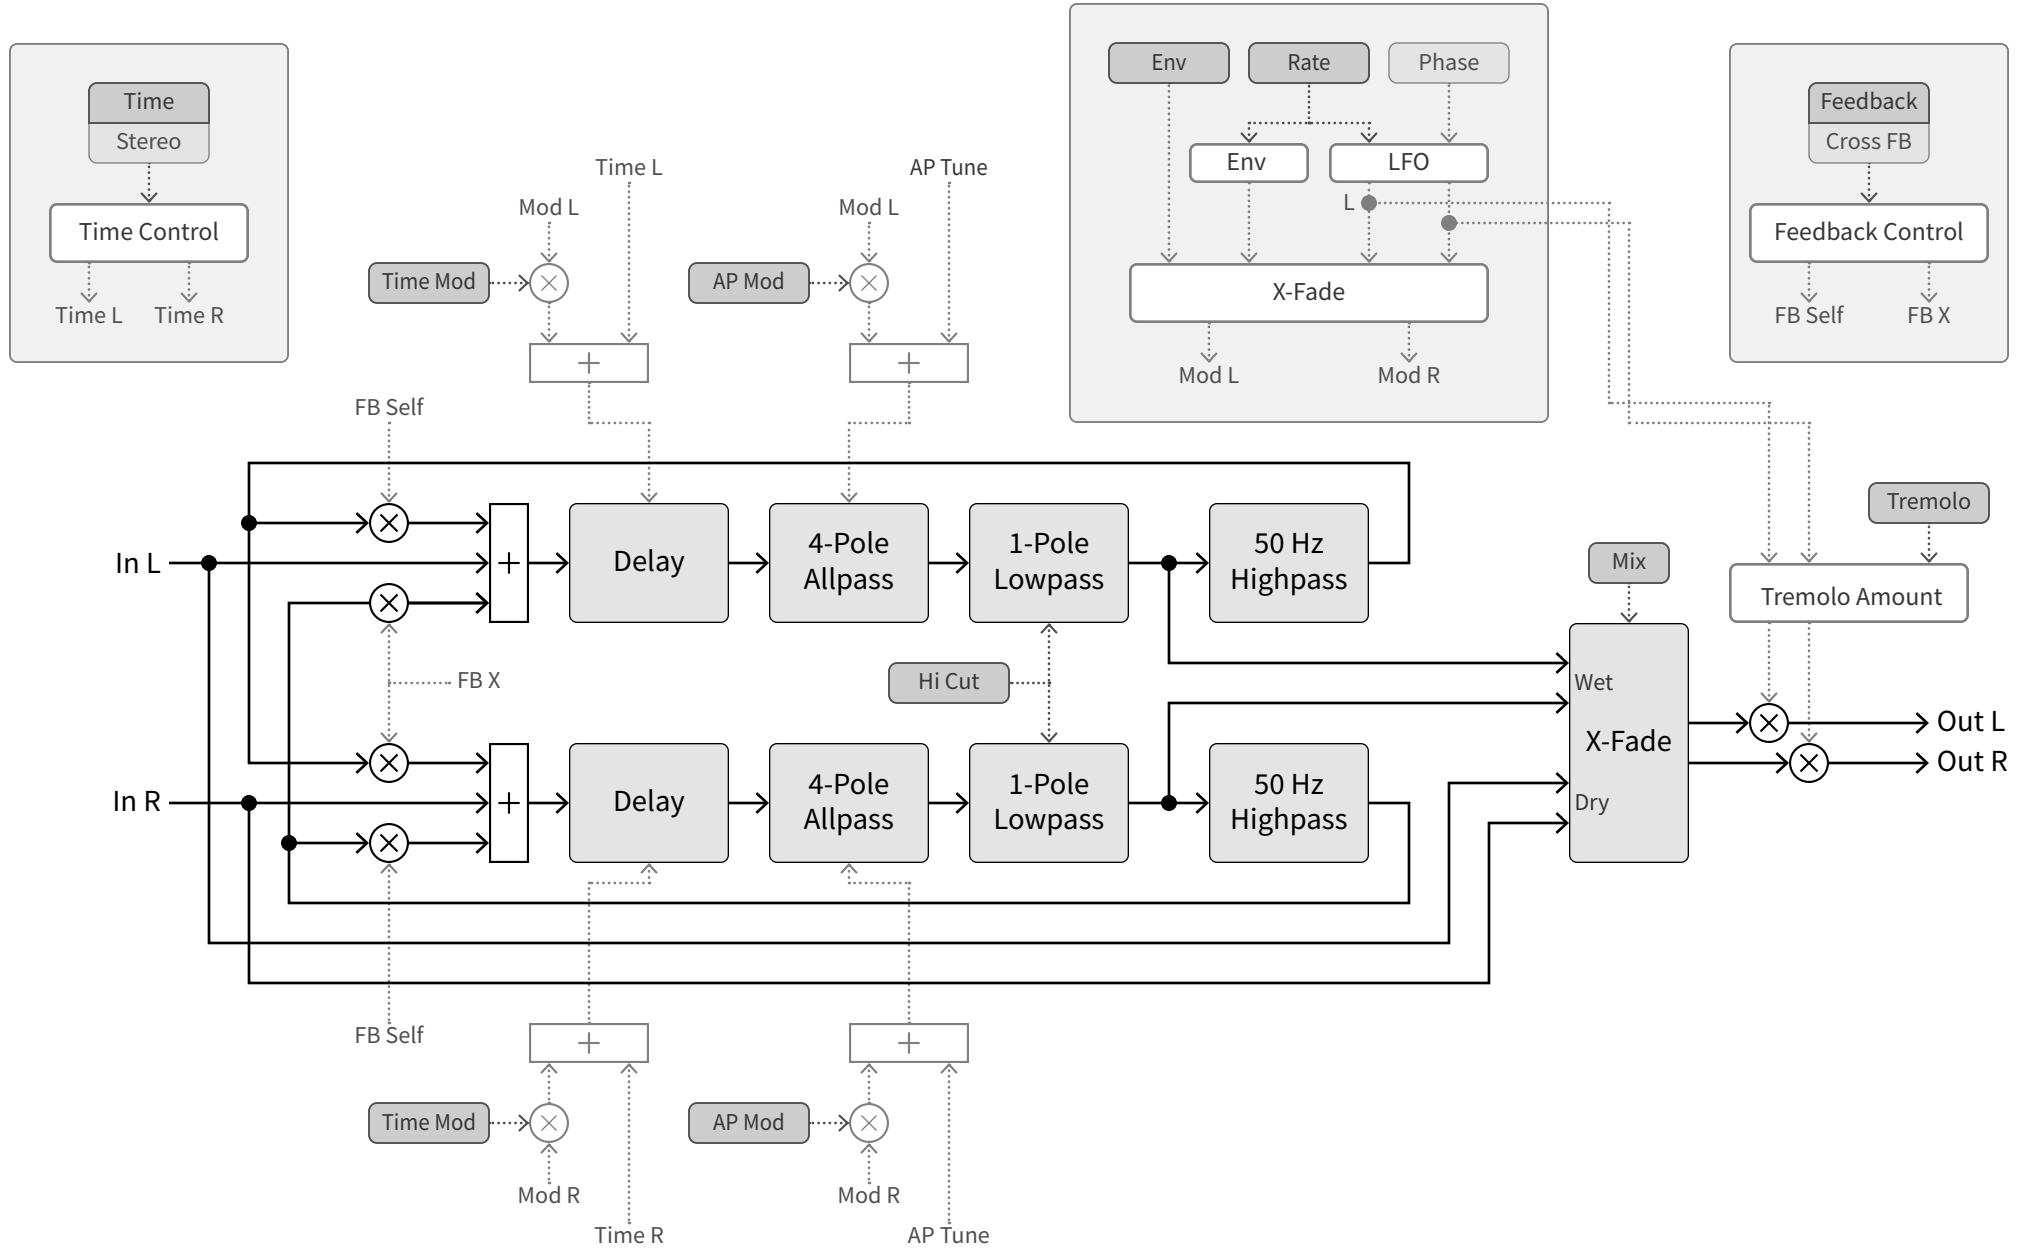 Env
Rate
Phase
Time
Stereo
Feedback
Cross FB
Time L
AP Tune
Env
LFO
L
Mod L
Mod L
Time Control
Feedback Control
Time Mod
×
AP Mod
×
X-Fade
Time L
Time R
FB Self
FB X
+
+
Mod L
Mod R
FB Self
×
Tremolo
In L
+
Delay
4-Pole
Allpass
1-Pole
Lowpass
50 Hz
Highpass
Mix
×
Tremolo Amount
FB X
Hi Cut
Wet
×
Out L
X-Fade
×
×
Out R
In R
+
Delay
4-Pole
Allpass
1-Pole
Lowpass
50 Hz
Highpass
Dry
×
FB Self
+
+
Time Mod
×
AP Mod
×
Mod R
Mod R
Time R
AP Tune